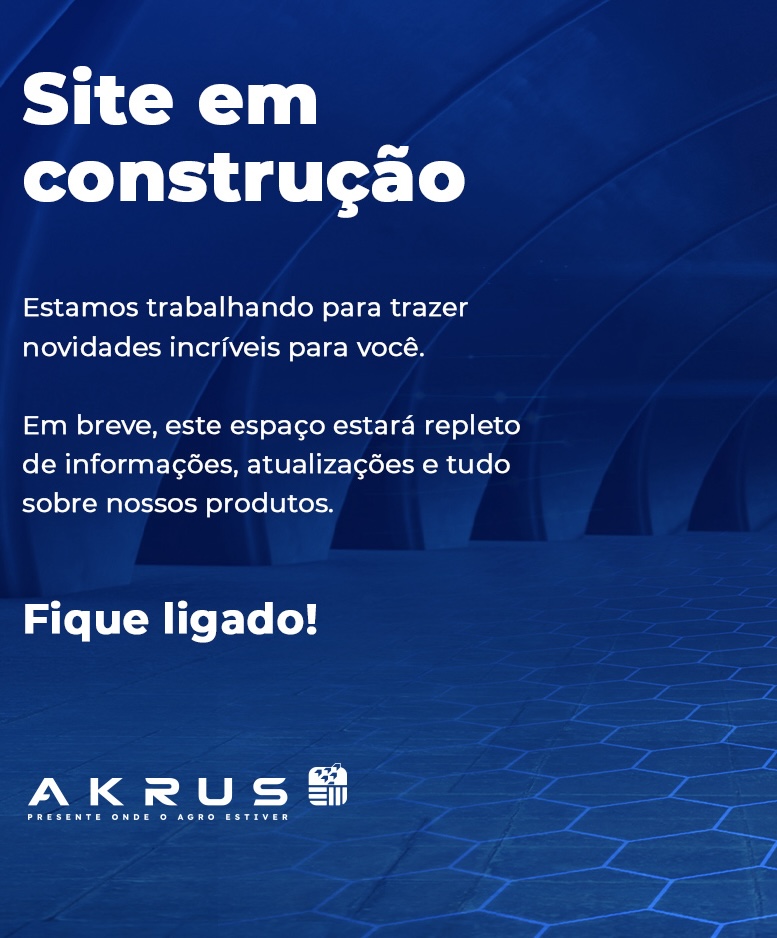 Site em
construção
Estamos trabalhando para trazer
novidades incríveis para você.
Em breve, este espaço estará repleto
de informações, atualizações e tudo
sobre nossos produtos.
Fique ligado!
AKRUS
PRESENTE ONDE O AGRO ESTIVER